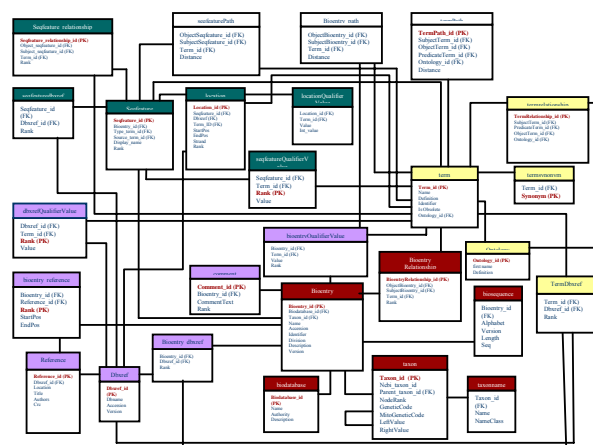 Seqfeature_relationship
Seqfeature_relationship_id (PK)
Object_seqfeature_id (FK)
Subject_seqfeature_id (FK)
Term_id (FK)
Rank
seqfeaturePath
ObjectSeqfeature_id (FK)
SubjectSeqfeature_id (FK)
Term_id (FK)
Distance
Bioentry_path
ObjectBioentry_id (FK)
SubjectBioentry_id (FK)
Term_id (FK)
Distance
TermPath_id (PK)
SubjectTerm_id (FK)
ObjectTerm_id (FK)
PredicateTerm_id (FK)
Ontology_id (FK)
Distance
seqfeaturedbxref
Seqfeature_id
(FK)
Dbxref_id (FK)
Rank
Seqfeature
Seqfeature_id (PK)
Bioentry_id (FK)
Type_term_id (FK)
Source_term_id (FK)
Display_name
Rank
location
Location_id (PK)
Seqfeature_id (FK)
Dbxref_id (FK)
Term_ID (FK)
StartPos
EndPos
Strand
Rank
locationQualifier
Value
Location_id (FK)
Term_id (FK)
Value
Int_value
termrelationships
TermRelationship_id (PK)
SubjectTerm_id (FK)
PredicateTerm_id (FK)
ObjectTerm_id (FK)
Ontology_id (FK)
seqfeatureQualifierV
alue
Seqfeature_id (FK)
Term_id (FK)
Rank (PK)
Value
term
Term_id (PK)
Name
Definition
Identifier
IsObsolete
Ontology_id (FK)
termsynonym
Term_id (FK)
Synonym (PK)
dbxrefQualifierValue
Dbxref_id (FK)
Term_id (FK)
Rank (PK)
Value
bioentryQualifierValue
Bioentry_id (FK)
Term_id (FK)
Value
Rank
Bioentry
Relationship
BioentryRelationship_id (PK)
ObjectBioentry_id (FK)
SubjectBioentry_id (FK)
Term_id (FK)
Rank
Ontology
Ontology_id (PK)
Name
Definition
bioentry_reference
Bioentry_id (FK)
Reference_id (FK)
Rank (PK)
StartPos
EndPos
comment
Comment_id (PK)
Bioentry_id (FK)
CommentText
Rank
Bioentry
Bioentry_id (PK)
Biodatabase_id (FK)
Taxon_id (FK)
Name
Accession
Identifier
Division
Description
Version
biosequence
Bioentry_id
(FK)
Alphabet
Version
Length
Seq
TermDbxref
Term_id (FK)
Dbxref_id (FK)
Rank
Reference
Reference_id (PK)
Dbxref_id (FK)
Location
Title
Authors
Crc
Dbxref
Dbxref_id
(PK)
Dbname
Accession
Version
Bioentry_dbxref
Bioentry_id (FK)
Dbxref_id (FK)
Rank
biodatabase
Biodatabase_id
(PK)
Name
Authority
Description
taxon
Taxon_id (PK)
Ncbi_taxon_id
Parent_taxon_id (FK)
NodeRank
GeneticCode
MitoGeneticCode
LeftValue
RightValue
taxonname
Taxon_id
(FK)
Name
NameClass